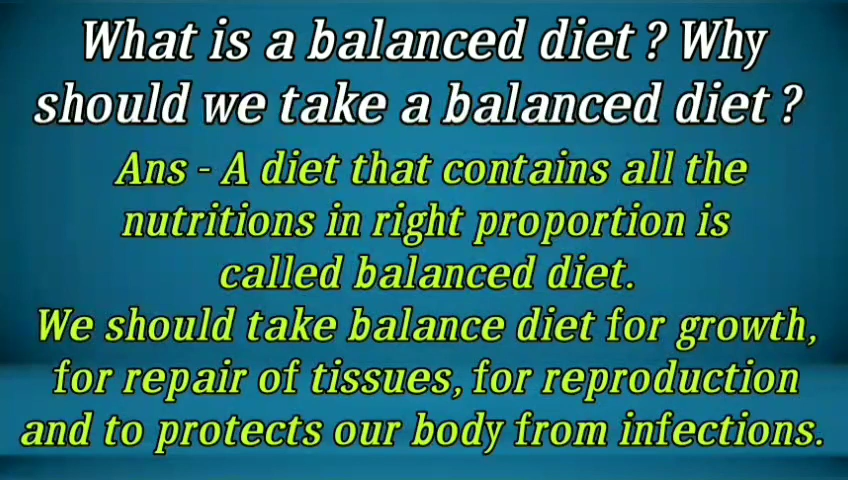 What is a balanced diet ? Why
should we take a balanced diet ?
Ans - A diet that contains all the
nutritions in right proportion is
called balanced diet.
We should take balance diet for growth,
for repair of tissues, for reproduction
and to protects our body from infections.